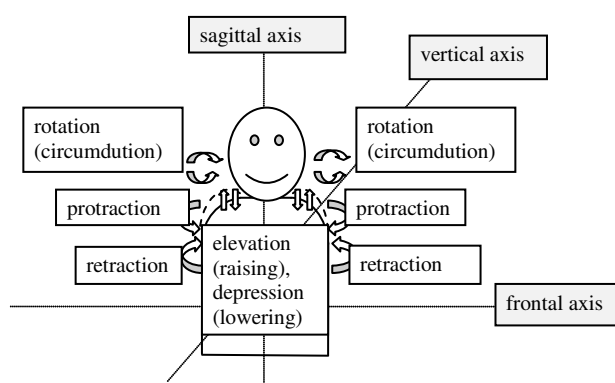 sagittal axis
vertical axis
rotation
(circumdution)
rotation
(circumdution)
protraction
protraction
retraction
elevation
(raising),
depression
(lowering)
retraction
frontal axis